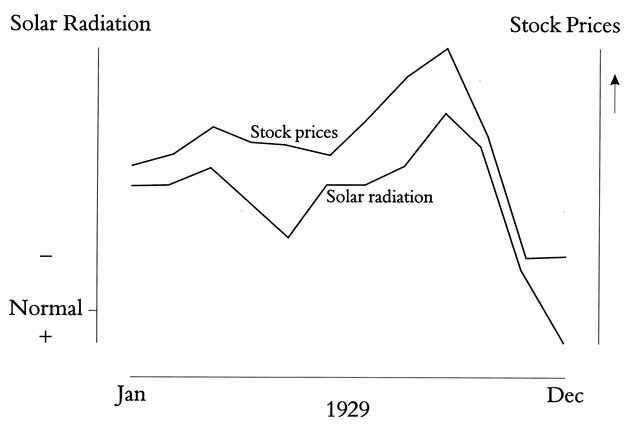 Solar Radiation
Stock Prices
Stock prices
Solar radiation
–
Normal
+
Jan
Dec
1929